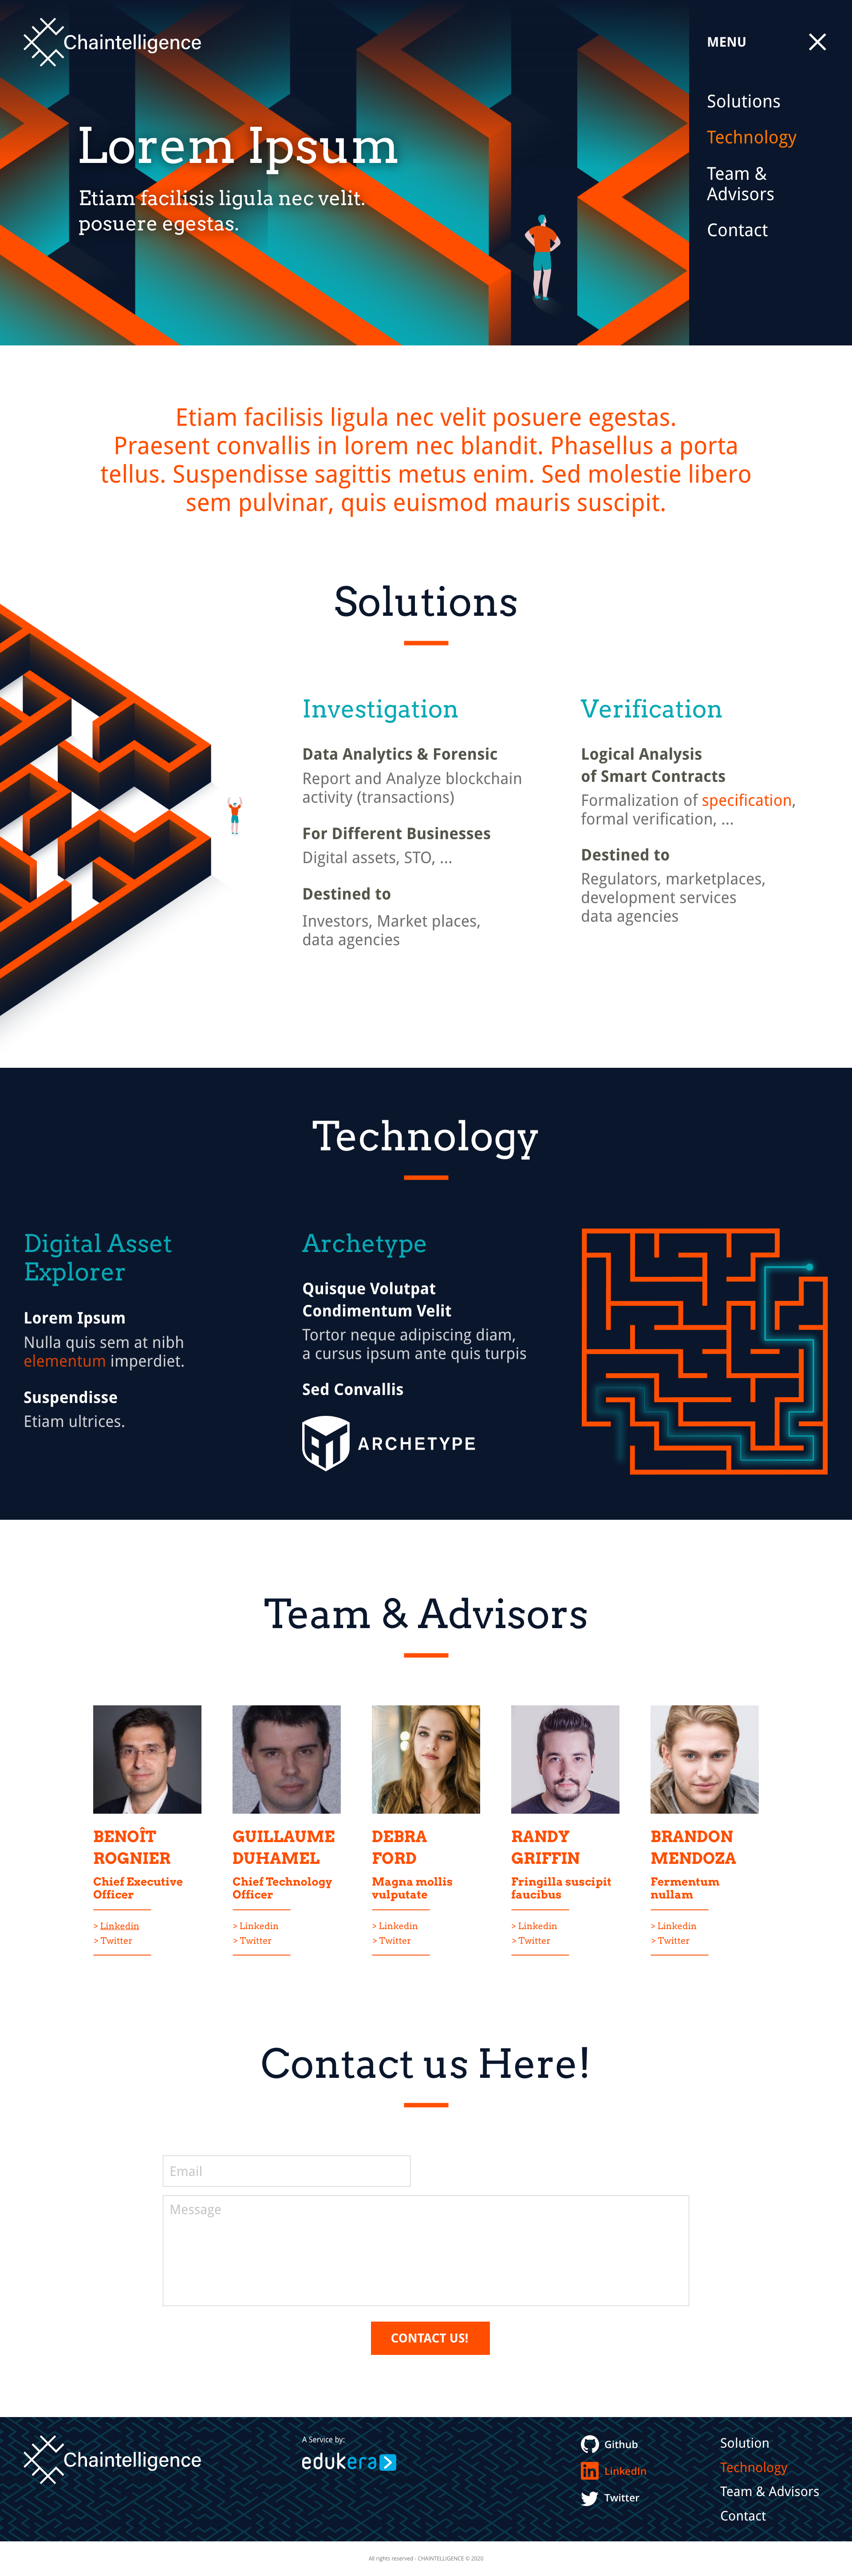 Chaintelligence
MENU
Solutions
Technology
Team &
Advisors
Contact
Lorem Ipsum
Etiam facilisis ligula nec velit.
posuere egestas.
Etiam facilisis ligula nec velit posuere egestas.
Praesent convallis in lorem nec blandit. Phasellus a porta
tellus. Suspendisse sagittis metus enim. Sed molestie libero
sem pulvinar, quis euismod mauris suscipit.
Solutions
Investigation
Data Analytics & Forensic
Report and Analyze blockchain
activity (transactions)
For Different Businesses
Digital assets, STO, ...
Destined to
Investors, Market places,
data agencies
Verification
Logical Analysis
of Smart Contracts
Formalization of specification,
formal verification, ...
Destined to
Regulators, marketplaces,
development services
data agencies
Technology
Digital Asset
Explorer
Lorem Ipsum
Nulla quis sem at nibh
elementum imperdiet.
Suspendisse
Etiam ultrices.
Archetype
Quisque Volutpat
Condimentum Velit
Tortor neque adipiscing diam,
a cursus ipsum ante quis turpis
Sed Convallis
ARCHETYPE
Team & Advisors
BENOÎT
ROGNIER
Chief Executive
Officer
> Linkedin
> Twitter
GUILLAUME
DUHAMEL
Chief Technology
Officer
> Linkedin
> Twitter
DEBRA
FORD
Magna mollis
vulputate
> Linkedin
> Twitter
RANDY
GRIFFIN
Fringilla suscipit
faucibus
> Linkedin
> Twitter
BRANDON
MENDOZA
Fermentum
nullam
> Linkedin
> Twitter
Contact us Here!
Email
Message
CONTACT US!
Chaintelligence
A Service by:
edukera
Github
LinkedIn
Twitter
Solution
Technology
Team & Advisors
Contact
All rights reserved - CHAINTELLIGENCE © 2020